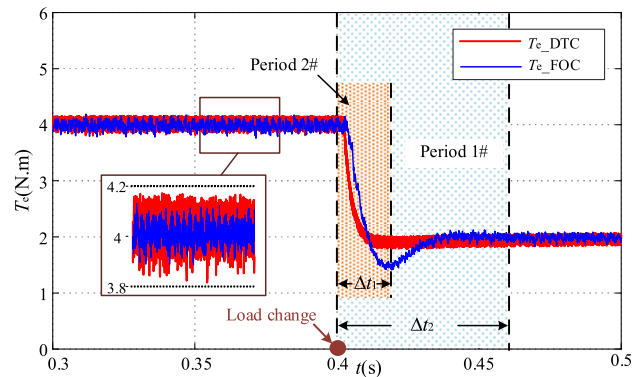 6
5
4
3
2
1
0
0.3
0.35
0.4
0.45
0.5
Te(N.m)
t(s)
Te_DTC
Te_FOC
Period 2#
Period 1#
4.2
4
3.8
Δt1
Δt2
Load change